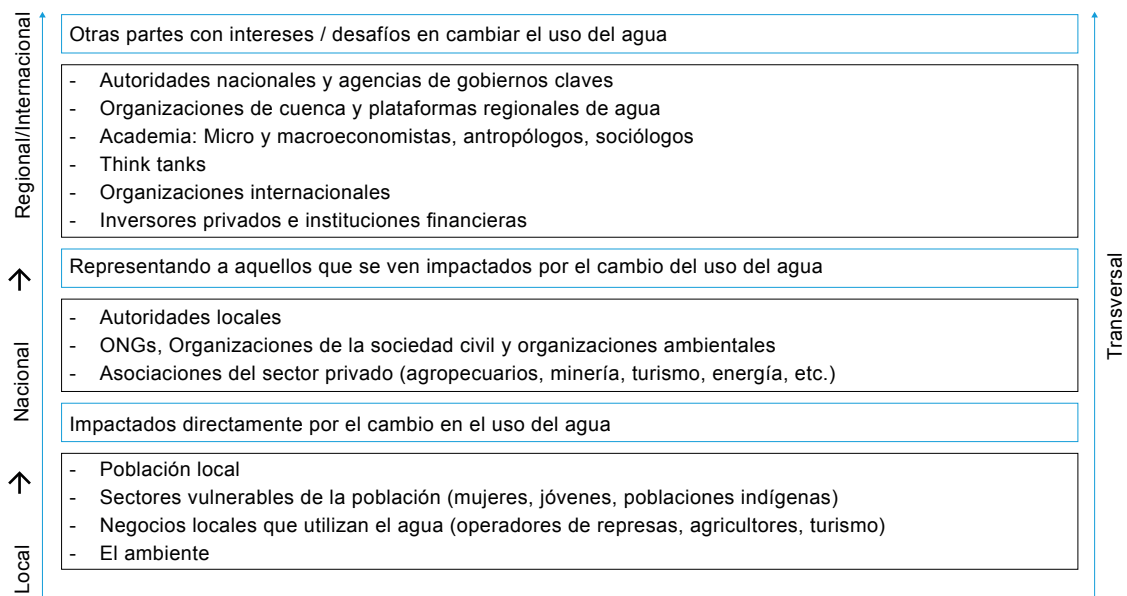 Otras partes con intereses / desafíos en cambiar el uso del agua
- Autoridades nacionales y agencias de gobiernos claves
- Organizaciones de cuenca y plataformas regionales de agua
- Academia: Micro y macroeconomistas, antropólogos, sociólogos
- Think tanks
- Organizaciones internacionales
- Inversores privados e instituciones financieras
Representando a aquellos que se ven impactados por el cambio del uso del agua
- Autoridades locales
- ONGs, Organizaciones de la sociedad civil y organizaciones ambientales
- Asociaciones del sector privado (agropecuarios, minería, turismo, energía, etc.)
Impactados directamente por el cambio en el uso del agua
- Población local
- Sectores vulnerables de la población (mujeres, jóvenes, poblaciones indígenas)
- Negocios locales que utilizan el agua (operadores de represas, agricultores, turismo)
- El ambiente
Local → Nacional → Regional/Internacional
Transversal